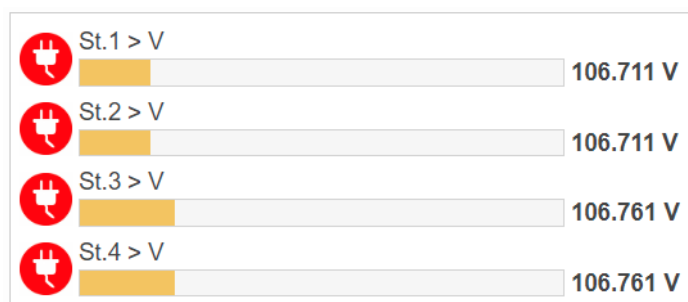 St.1 > V
106.711 V
St.2 > V
106.711 V
St.3 > V
106.761 V
St.4 > V
106.761 V